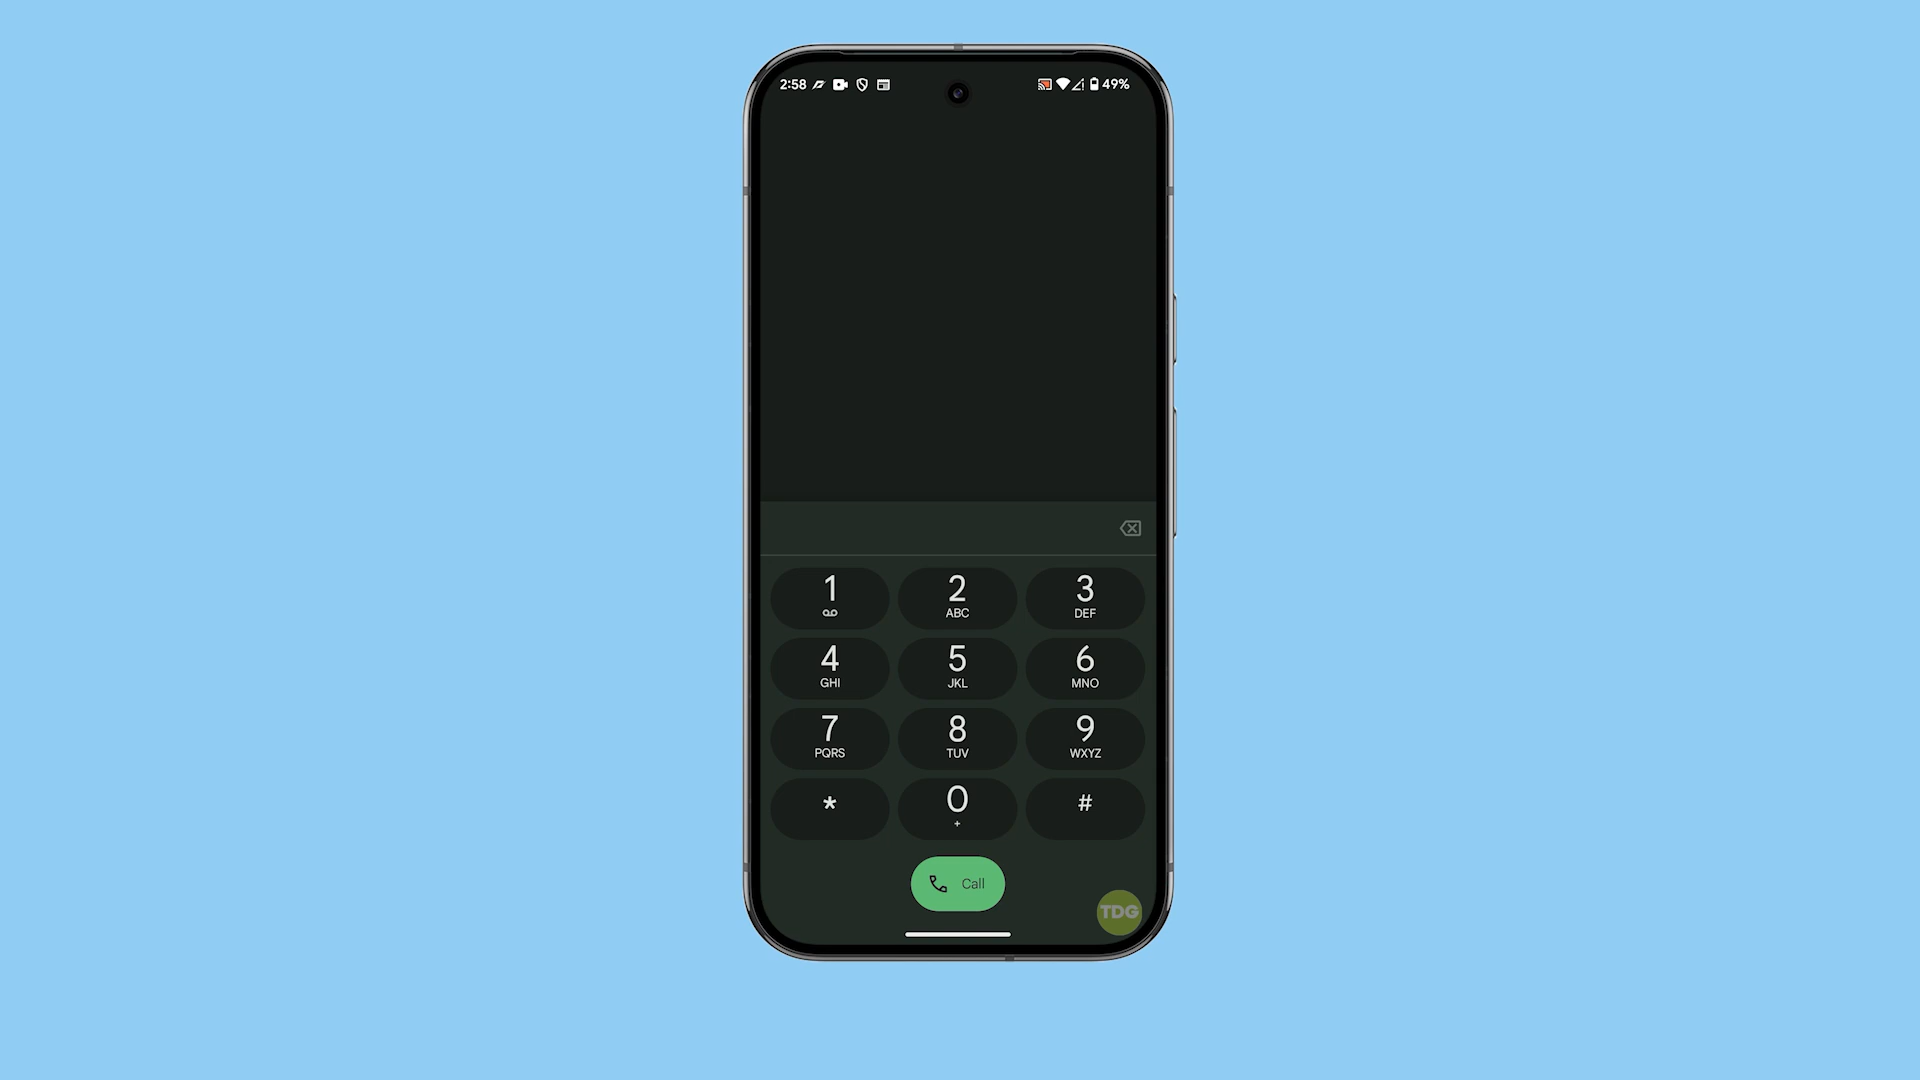 2:58 49%
1 2 3
ABC DEF
4 5 6
GHI JKL MNO
7 8 9
PQRS TUV WXYZ
* 0 #
+
Call
TDG